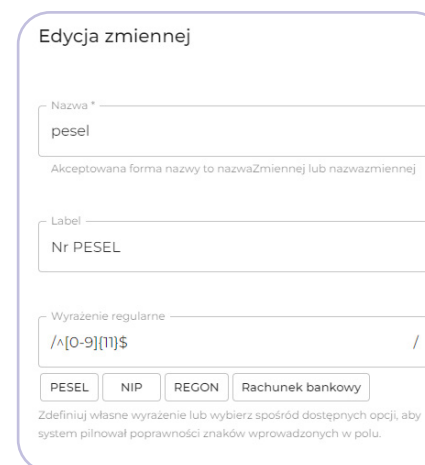 Edycja zmiennej
Nazwa *
pesel
Akceptowana forma nazwy to nazwaZmiennej lub nazwazmiennej
Label
Nr PESEL
Wyrażenie regularne
/^[0-9]{11}$ /
PESEL NIP REGON Rachunek bankowy
Zdefiniuj własne wyrażenie lub wybierz spośród dostępnych opcji, aby
system pilnował poprawności znaków wprowadzonych w polu.